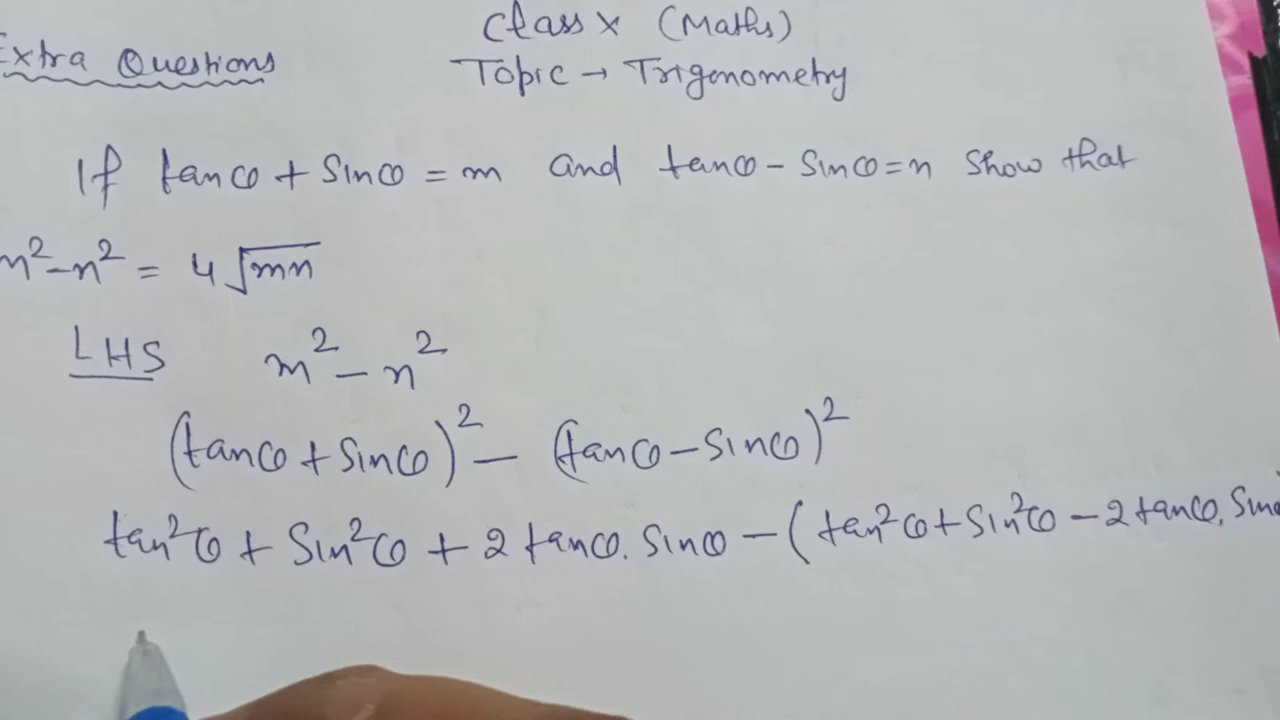 Class X (Maths)
Extra Questions
Topic → Trigonometry
If tanθ + Sinθ = m and tanθ - Sinθ = n Show that
m² - n² = 4√mn
LHS m² - n²
(tanθ + Sinθ)² - (tanθ - Sinθ)²
tan²θ + Sin²θ + 2 tanθ. Sinθ - (tan²θ + Sin²θ - 2 tanθ. Sinθ